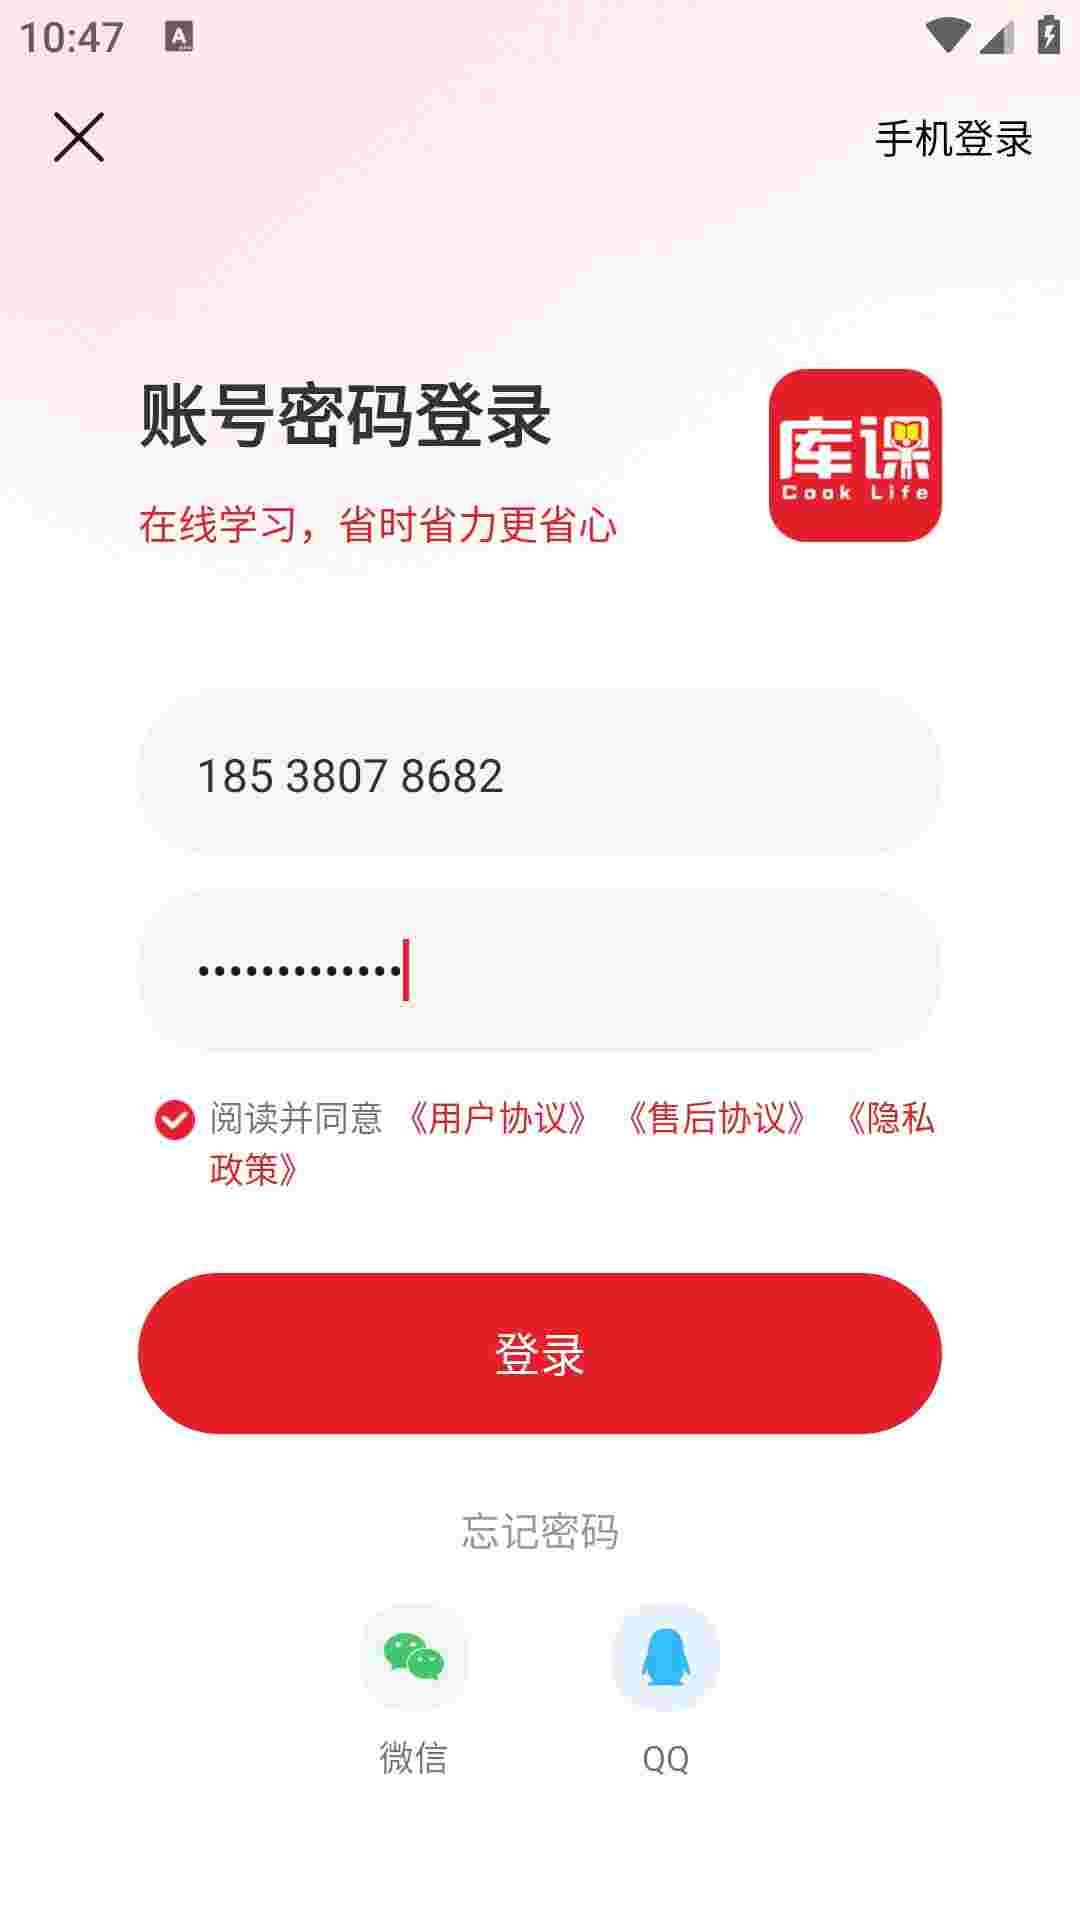 10:47
手机登录
账号密码登录
库课
Cook Life
在线学习，省时省力更省心
185 3807 8682
•••••••••••••
阅读并同意 《用户协议》 《售后协议》 《隐私
政策》
登录
忘记密码
微信 QQ